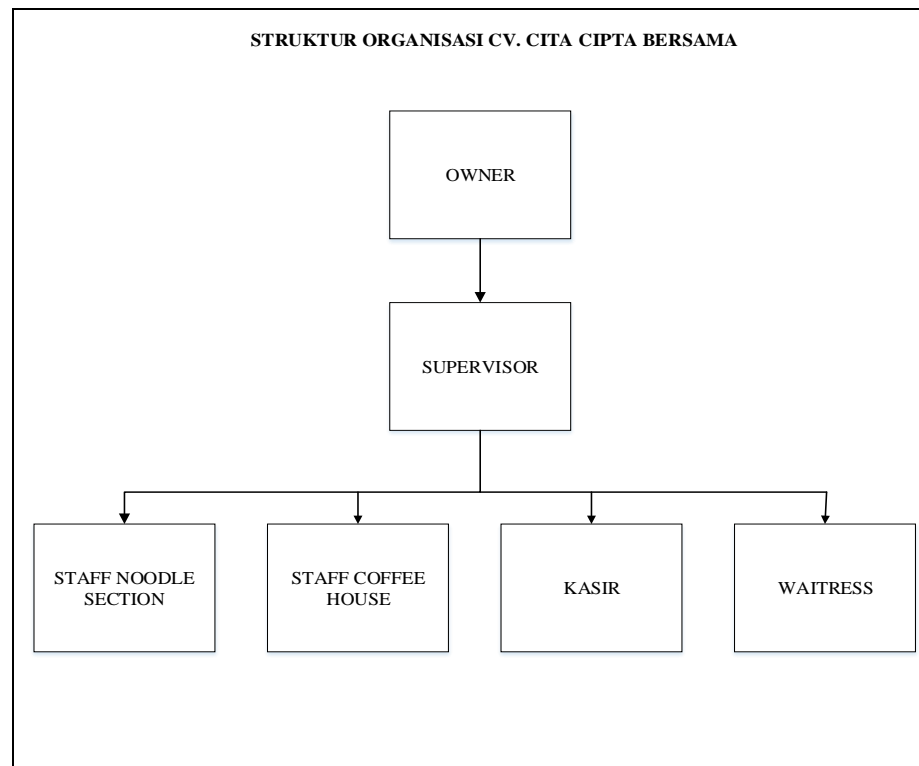 STRUKTUR ORGANISASI CV. CITA CIPTA BERSAMA
OWNER
SUPERVISOR
STAFF NOODLE
SECTION
STAFF COFFEE
HOUSE
KASIR
WAITRESS